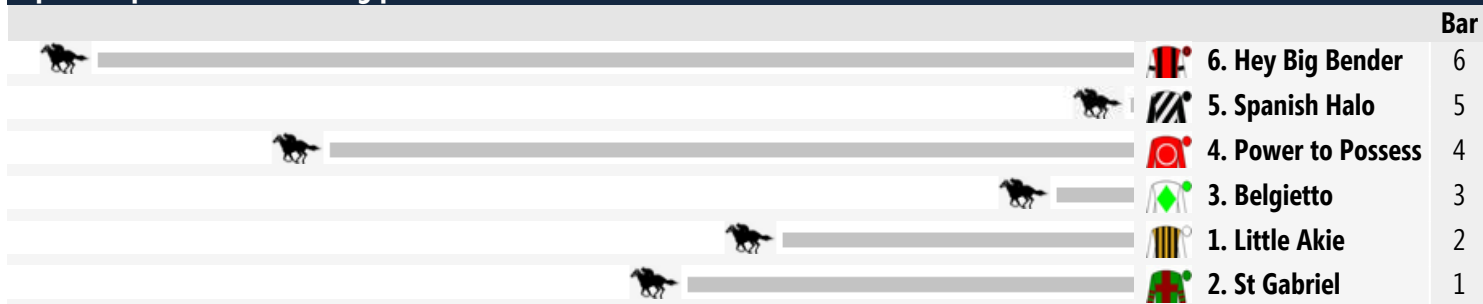 Bar
6. Hey Big Bender 6
5. Spanish Halo 5
4. Power to Possess 4
3. Belgietto 3
1. Little Akie 2
2. St Gabriel 1